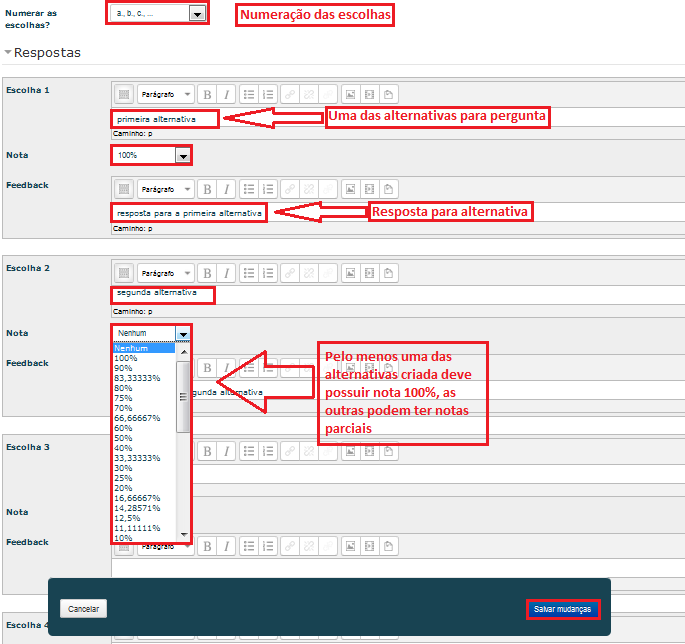 Numerar as
escolhas?
a., b., c., ...
Numeração das escolhas
Respostas
Escolha 1
Parágrafo
B I
primeira alternativa
Uma das alternativas para pergunta
Caminho: p
Nota
100%
Feedback
Parágrafo
B I
resposta para a primeira alternativa
Resposta para alternativa
Caminho: p
Escolha 2
Parágrafo
B I
segunda alternativa
Caminho: p
Nota
Nenhum
Nenhum
100%
90%
83,33333%
80%
75%
70%
66,66667%
60%
50%
40%
33,33333%
30%
25%
20%
16,66667%
14,28571%
12,5%
11,11111%
10%
Pelo menos uma das
alternativas criada deve
possuir nota 100%, as
outras podem ter notas
parciais
Feedback
B I
gunda alternativa
Escolha 3
B I
Nota
Feedback
Parágrafo
B I
Cancelar
Salvar mudanças
Escolha 4